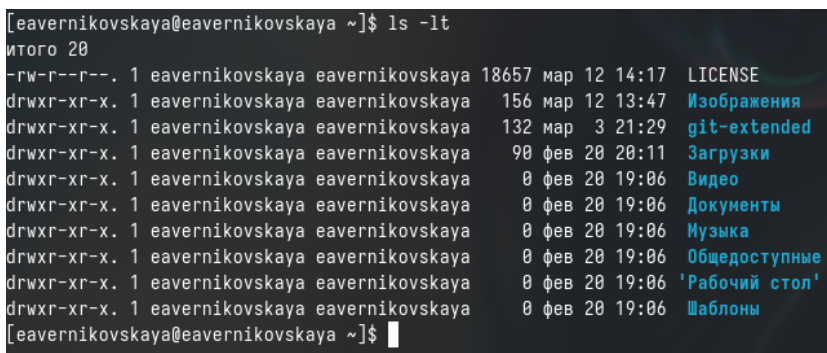 [eavernikovskaya@eavernikovskaya ~]$ ls -lt
итого 20
-rw-r--r--. 1 eavernikovskaya eavernikovskaya 18657 мар 12 14:17  LICENSE
drwxr-xr-x. 1 eavernikovskaya eavernikovskaya   156 мар 12 13:47  Изображения
drwxr-xr-x. 1 eavernikovskaya eavernikovskaya   132 мар  3 21:29  git-extended
drwxr-xr-x. 1 eavernikovskaya eavernikovskaya    90 фев 20 20:11  Загрузки
drwxr-xr-x. 1 eavernikovskaya eavernikovskaya     0 фев 20 19:06  Видео
drwxr-xr-x. 1 eavernikovskaya eavernikovskaya     0 фев 20 19:06  Документы
drwxr-xr-x. 1 eavernikovskaya eavernikovskaya     0 фев 20 19:06  Музыка
drwxr-xr-x. 1 eavernikovskaya eavernikovskaya     0 фев 20 19:06  Общедоступные
drwxr-xr-x. 1 eavernikovskaya eavernikovskaya     0 фев 20 19:06 'Рабочий стол'
drwxr-xr-x. 1 eavernikovskaya eavernikovskaya     0 фев 20 19:06  Шаблоны
[eavernikovskaya@eavernikovskaya ~]$